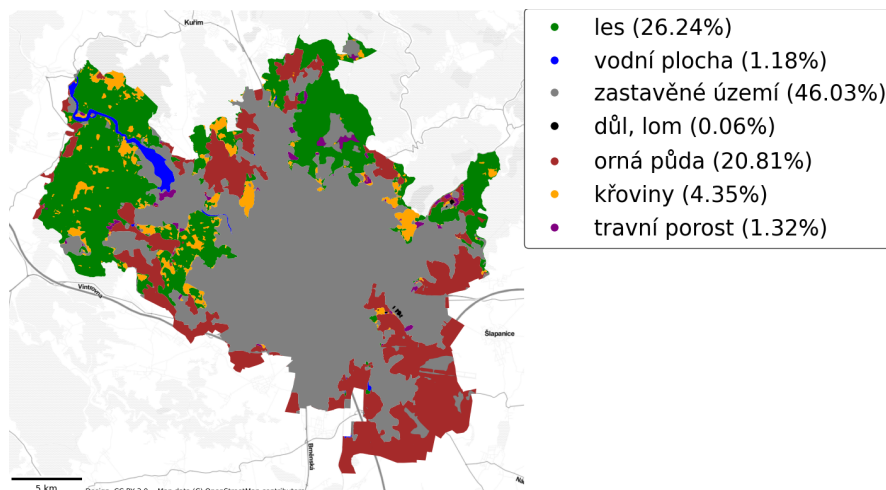 Kuřim
les (26.24%)
vodní plocha (1.18%)
zastavěné území (46.03%)
důl, lom (0.06%)
orná půda (20.81%)
křoviny (4.35%)
travní porost (1.32%)
Šlapanice
Brněnská
5 km